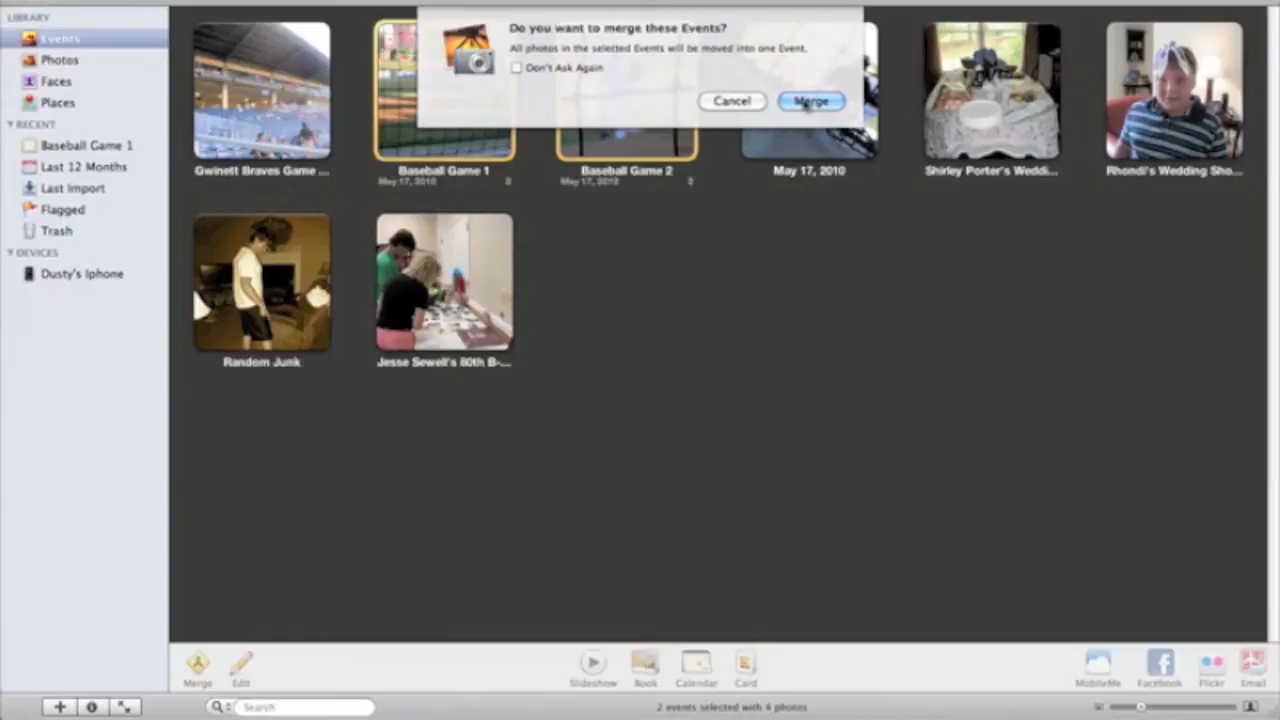 LIBRARY
Events
Photos
Faces
Places
RECENT
Baseball Game 1
Last 12 Months
Last Import
Flagged
Trash
DEVICES
Dusty's Iphone
Do you want to merge these Events?
All photos in the selected Events will be moved into one Event.
Don't Ask Again
Cancel
Merge
Gwinett Braves Game ...
Baseball Game 1
May 17, 2010 2
Baseball Game 2
May 17, 2010 2
May 17, 2010
Shirley Porter's Weddi...
Rhondi's Wedding Sho...
Random Junk
Jesse Sewell's 80th B-...
Merge
Edit
Slideshow
Book
Calendar
Card
MobileMe
Facebook
Flickr
Email
Search
2 events selected with 4 photos